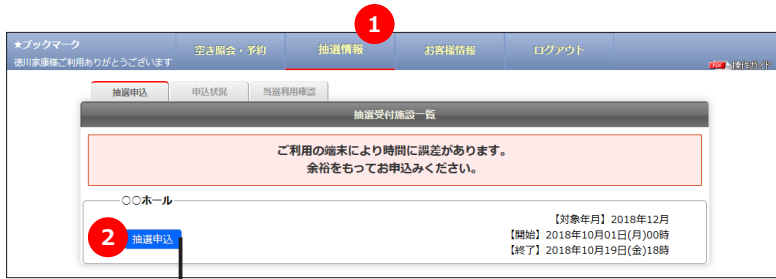 1
★ブックマーク
徳川家康様ご利用ありがとうございます
空き照会・予約
抽選情報
お客様情報
ログアウト
操作ガイド
抽選申込
申込状況
当選利用確認
抽選受付施設一覧
ご利用の端末により時間に誤差があります。
余裕をもってお申込みください。
○○ホール
2
抽選申込
【対象年月】2018年12月
【開始】2018年10月01日(月)00時
【終了】2018年10月19日(金)18時